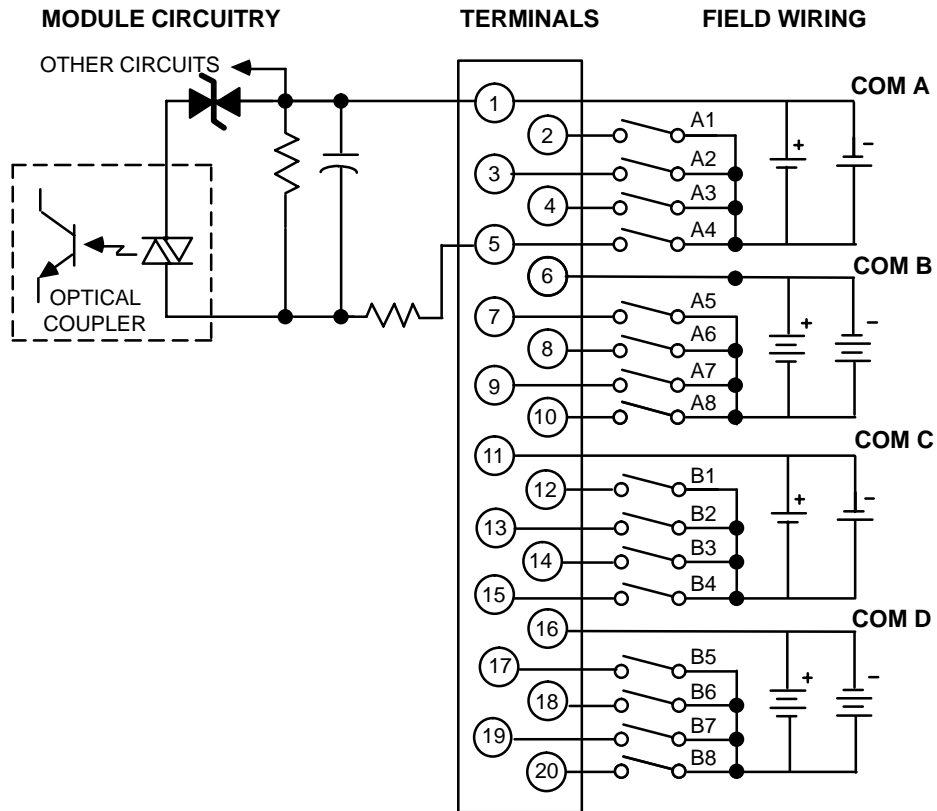 MODULE CIRCUITRY
TERMINALS
FIELD WIRING
OTHER CIRCUITS
OPTICAL
COUPLER
1
2
3
4
5
6
7
8
9
10
11
12
13
14
15
16
17
18
19
20
COM A
A1
A2
A3
A4
+
−
COM B
A5
A6
A7
A8
+
−
COM C
B1
B2
B3
B4
+
−
COM D
B5
B6
B7
B8
+
−